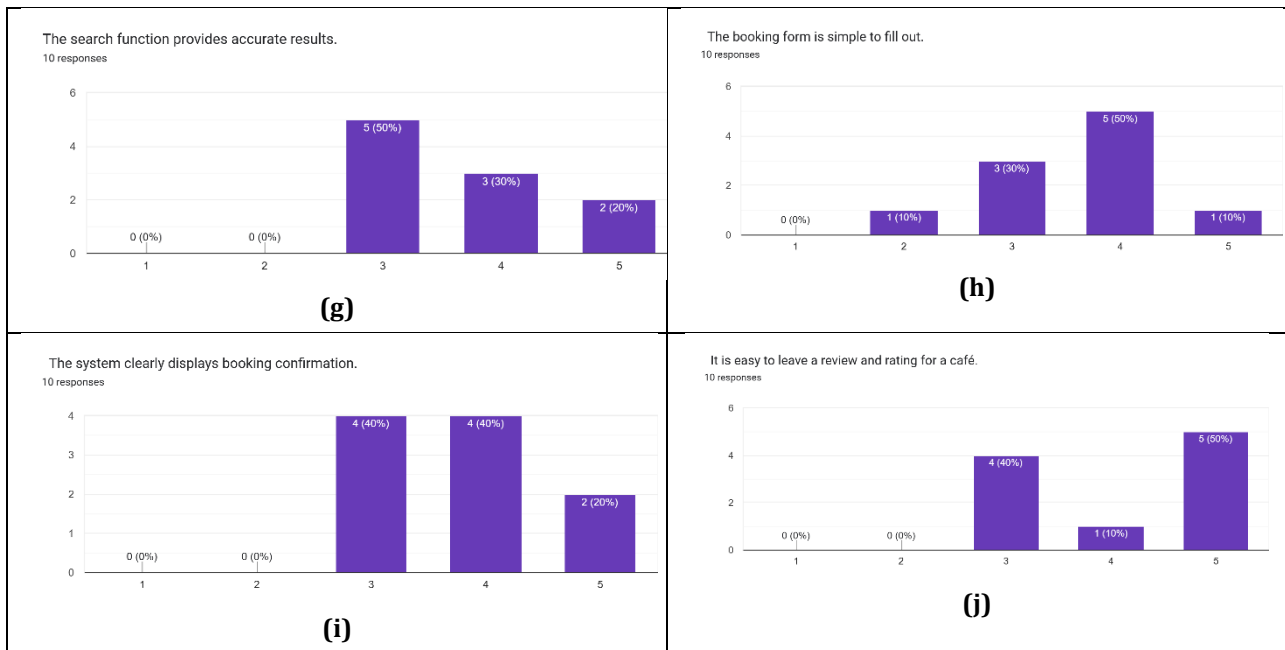 The search function provides accurate results.
10 responses
6
4
2
0
0 (0%)
0 (0%)
5 (50%)
3 (30%)
2 (20%)
1 2 3 4 5
(g)
The booking form is simple to fill out.
10 responses
6
4
2
0
0 (0%)
1 (10%)
3 (30%)
5 (50%)
1 (10%)
1 2 3 4 5
(h)
The system clearly displays booking confirmation.
10 responses
4
3
2
1
0
0 (0%)
0 (0%)
4 (40%)
4 (40%)
2 (20%)
1 2 3 4 5
(i)
It is easy to leave a review and rating for a café.
10 responses
6
4
2
0
0 (0%)
0 (0%)
4 (40%)
1 (10%)
5 (50%)
1 2 3 4 5
(j)